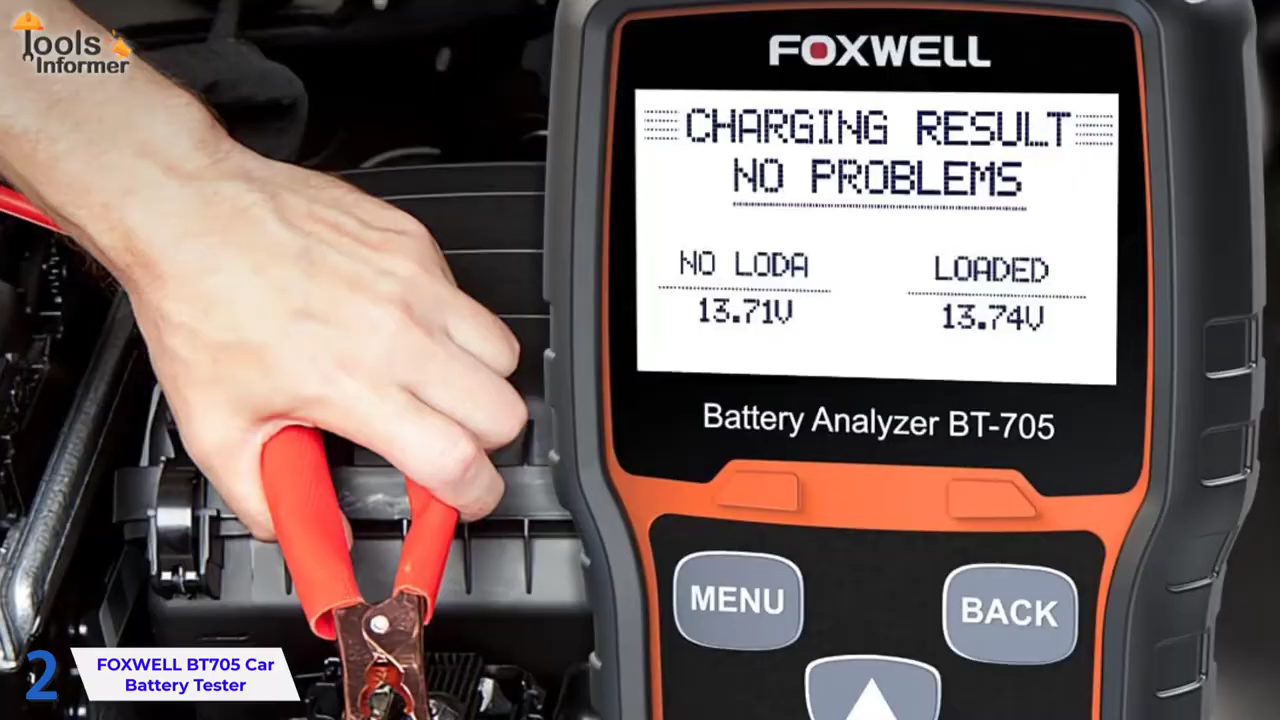 Tools
Informer
FOXWELL
CHARGING RESULT
NO PROBLEMS
NO LODA
LOADED
13.71V
13.74V
Battery Analyzer BT-705
MENU
BACK
2
FOXWELL BT705 Car
Battery Tester